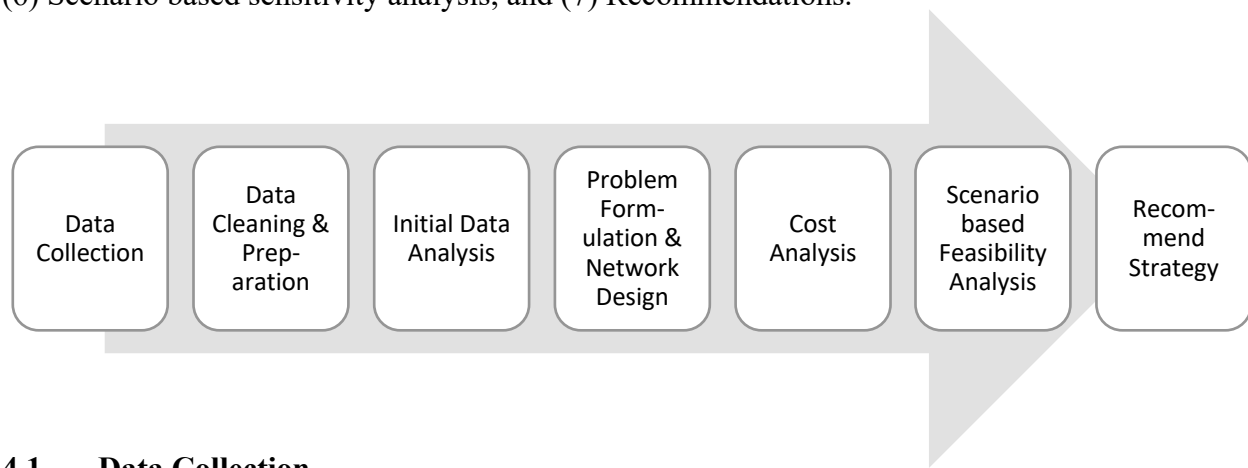 (6) Scenario based sensitivity analysis, and (7) Recommendations.
Data
Collection
Data
Cleaning &
Prep-
aration
Initial Data
Analysis
Problem
Form-
ulation &
Network
Design
Cost
Analysis
Scenario
based
Feasibility
Analysis
Recom-
mend
Strategy
4.1 Data Collection